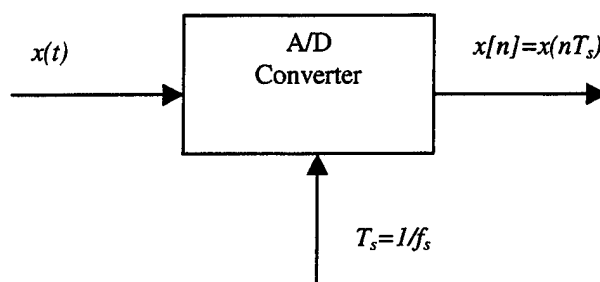 x(t)
A/D
Converter
x[n]=x(nTₛ)
Tₛ=1/fₛ